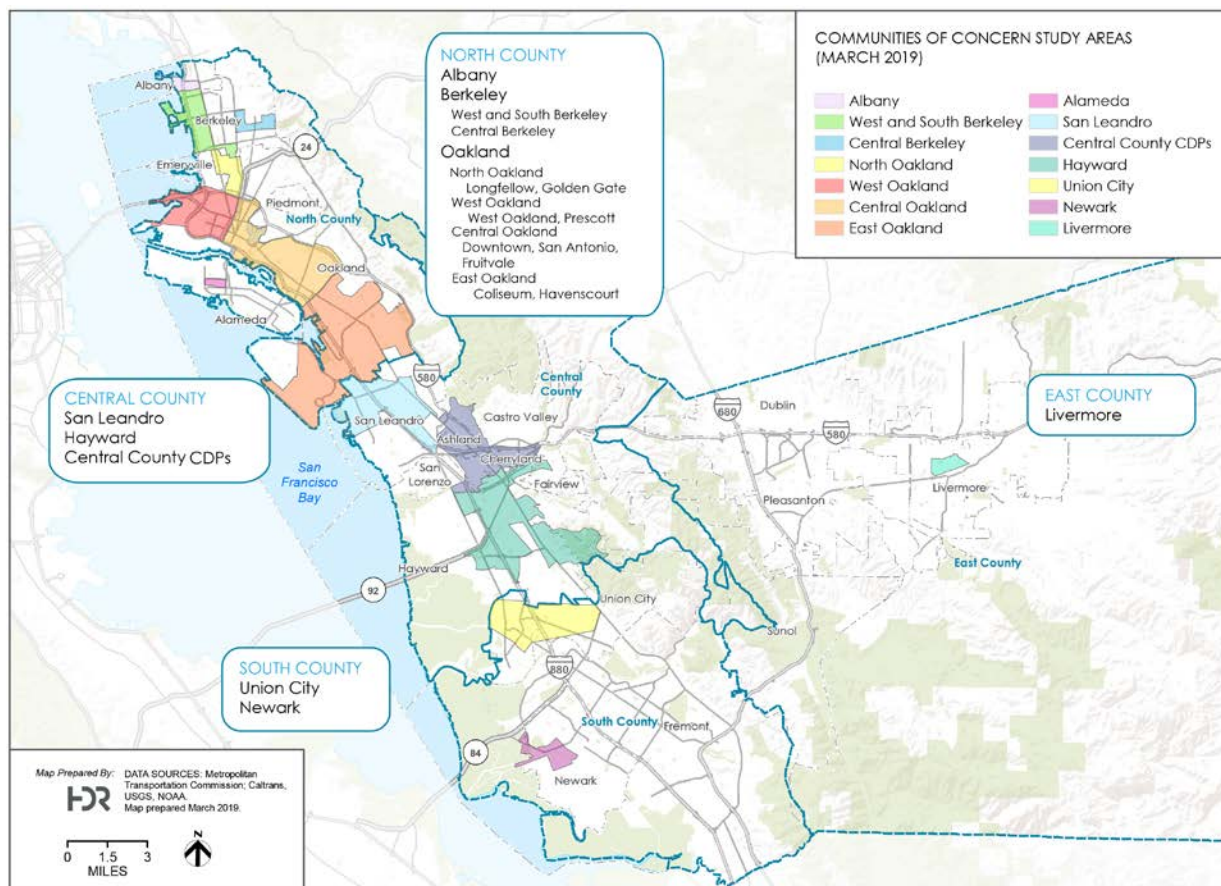 COMMUNITIES OF CONCERN STUDY AREAS
(MARCH 2019)
Albany
West and South Berkeley
Central Berkeley
North Oakland
West Oakland
Central Oakland
East Oakland
Alameda
San Leandro
Central County CDPs
Hayward
Union City
Newark
Livermore
NORTH COUNTY
Albany
Berkeley
West and South Berkeley
Central Berkeley
Oakland
North Oakland
Longfellow, Golden Gate
West Oakland
West Oakland, Prescott
Central Oakland
Downtown, San Antonio,
Fruitvale
East Oakland
Coliseum, Havenscourt
CENTRAL COUNTY
San Leandro
Hayward
Central County CDPs
SOUTH COUNTY
Union City
Newark
EAST COUNTY
Livermore
Albany
Berkeley
24
Emeryville
Piedmont
North County
Oakland
Alameda
580
Central
County
San Leandro
Castro Valley
Ashland
Cherryland
San
Lorenzo
Fairview
San
Francisco
Bay
Hayward
92
Union City
880
South County
Fremont
84
Newark
680
Dublin
580
Pleasanton
Livermore
East County
Sunol
Map Prepared By:
HDR
DATA SOURCES: Metropolitan
Transportation Commission; Caltrans,
USGS, NOAA.
Map prepared March 2019.
0 1.5 3
MILES
N